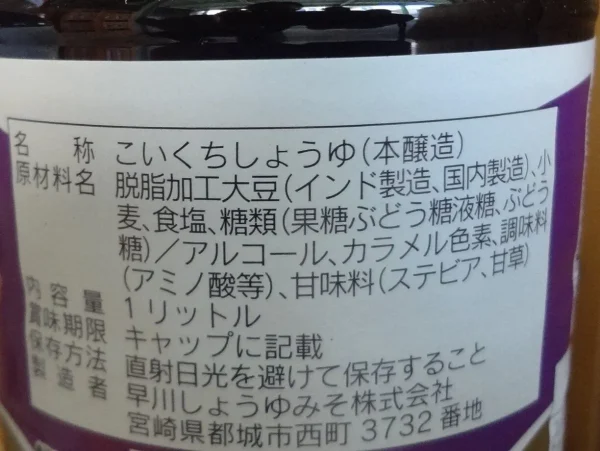 名称 こいくちしょうゆ(本醸造)
原材料名 脱脂加工大豆(インド製造、国内製造)、小
麦、食塩、糖類(果糖ぶどう糖液糖、ぶどう
糖)/アルコール、カラメル色素、調味料
(アミノ酸等)、甘味料(ステビア、甘草)
内容量 1リットル
賞味期限 キャップに記載
保存方法 直射日光を避けて保存すること
製造者 早川しょうゆみそ株式会社
宮崎県都城市西町3732番地